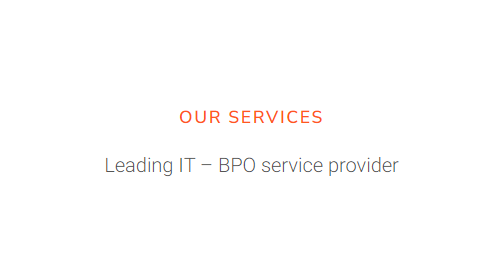 OUR SERVICES
Leading IT – BPO service provider